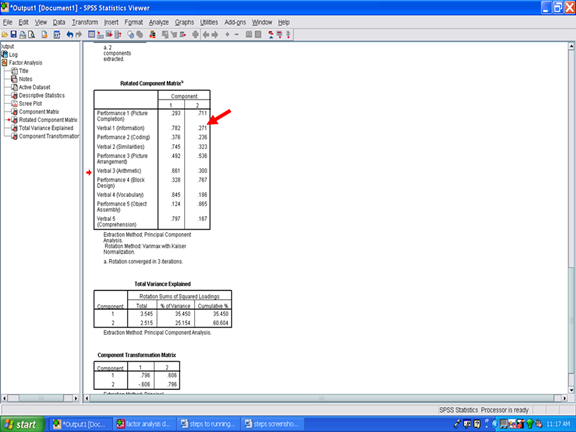 *Output1 [Document1] - SPSS Statistics Viewer
File Edit View Data Transform Insert Format Analyze Graphs Utilities Add-ons Window Help
Output
Log
Factor Analysis
Title
Notes
Active Dataset
Descriptive Statistics
Scree Plot
Component Matrix
Rotated Component Matrix
Total Variance Explained
Component Transformation
a. 2
components
extracted.
Rotated Component Matrixᵃ
Component
1 2
Performance 1 (Picture
Completion) .293 .711
Verbal 1 (Information) .782 .271
Performance 2 (Coding) .376 .236
Verbal 2 (Similarities) .745 .323
Performance 3 (Picture
Arrangement) .492 .536
Verbal 3 (Arithmetic) .661 .300
Performance 4 (Block
Design) .328 .767
Verbal 4 (Vocabulary) .845 .186
Performance 5 (Object
Assembly) .124 .865
Verbal 5
(Comprehension) .797 .167
Extraction Method: Principal Component
Analysis.
Rotation Method: Varimax with Kaiser
Normalization.
a. Rotation converged in 3 iterations.
Total Variance Explained
Rotation Sums of Squared Loadings
Component Total % of Variance Cumulative %
1 3.545 35.450 35.450
2 2.515 25.154 60.604
Extraction Method: Principal Component Analysis.
Component Transformation Matrix
Component 1 2
1 .796 .606
2 -.606 .796
Extraction Method: Principal
SPSS Statistics Processor is ready
start
*Output1 [Doc...
factor analysis d...
steps to running...
steps screensho...
11:17 AM